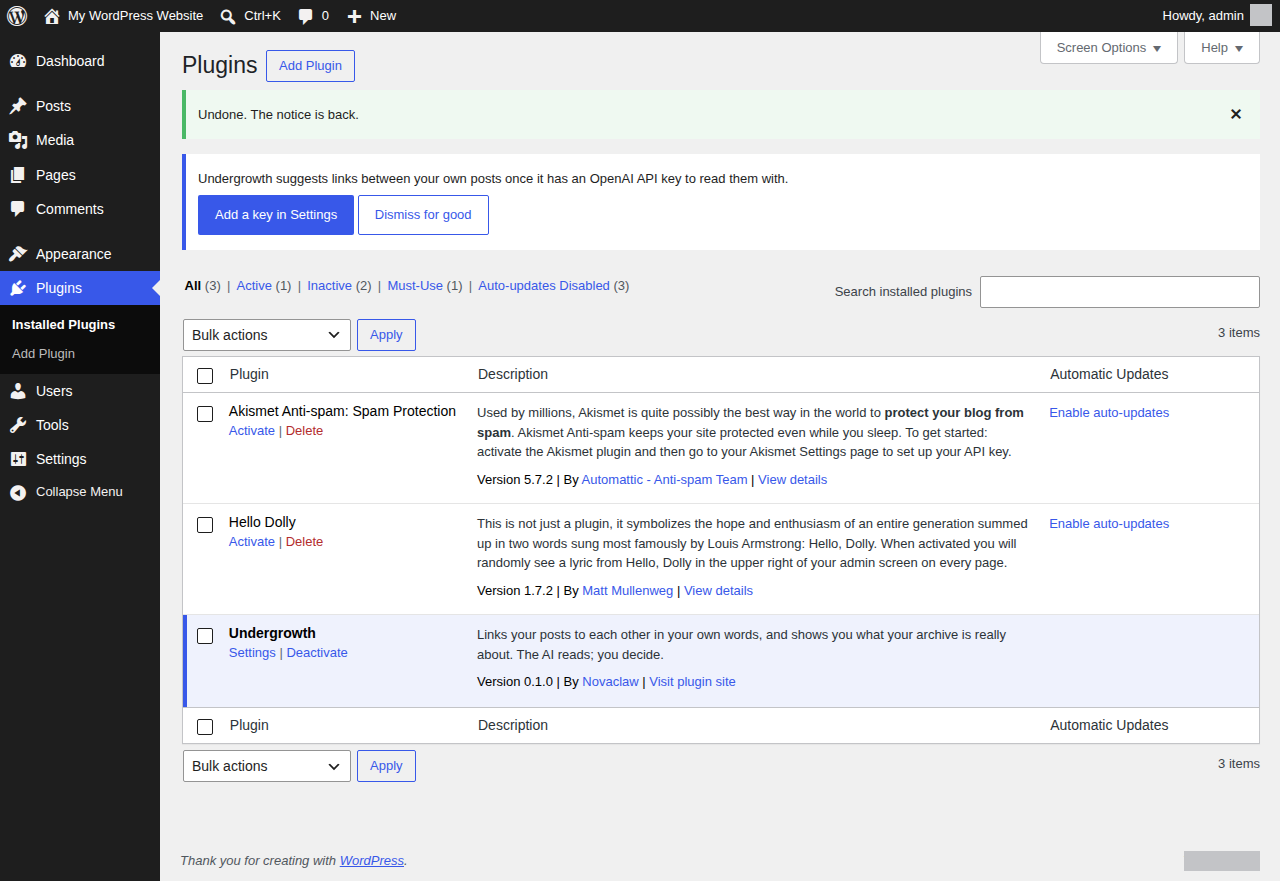 My WordPress Website Ctrl+K 0 New Howdy, admin
Screen Options Help
Dashboard
Posts
Media
Pages
Comments
Appearance
Plugins
Installed Plugins
Add Plugin
Users
Tools
Settings
Collapse Menu
Plugins Add Plugin
Undone. The notice is back.
Undergrowth suggests links between your own posts once it has an OpenAI API key to read them with.
Add a key in Settings Dismiss for good
All (3) | Active (1) | Inactive (2) | Must-Use (1) | Auto-updates Disabled (3)
Search installed plugins
Bulk actions Apply 3 items
Plugin Description Automatic Updates
Akismet Anti-spam: Spam Protection
Activate | Delete
Used by millions, Akismet is quite possibly the best way in the world to protect your blog from
spam. Akismet Anti-spam keeps your site protected even while you sleep. To get started:
activate the Akismet plugin and then go to your Akismet Settings page to set up your API key.
Version 5.7.2 | By Automattic - Anti-spam Team | View details
Enable auto-updates
Hello Dolly
Activate | Delete
This is not just a plugin, it symbolizes the hope and enthusiasm of an entire generation summed
up in two words sung most famously by Louis Armstrong: Hello, Dolly. When activated you will
randomly see a lyric from Hello, Dolly in the upper right of your admin screen on every page.
Version 1.7.2 | By Matt Mullenweg | View details
Enable auto-updates
Undergrowth
Settings | Deactivate
Links your posts to each other in your own words, and shows you what your archive is really
about. The AI reads; you decide.
Version 0.1.0 | By Novaclaw | Visit plugin site
Plugin Description Automatic Updates
Bulk actions Apply 3 items
Thank you for creating with WordPress.